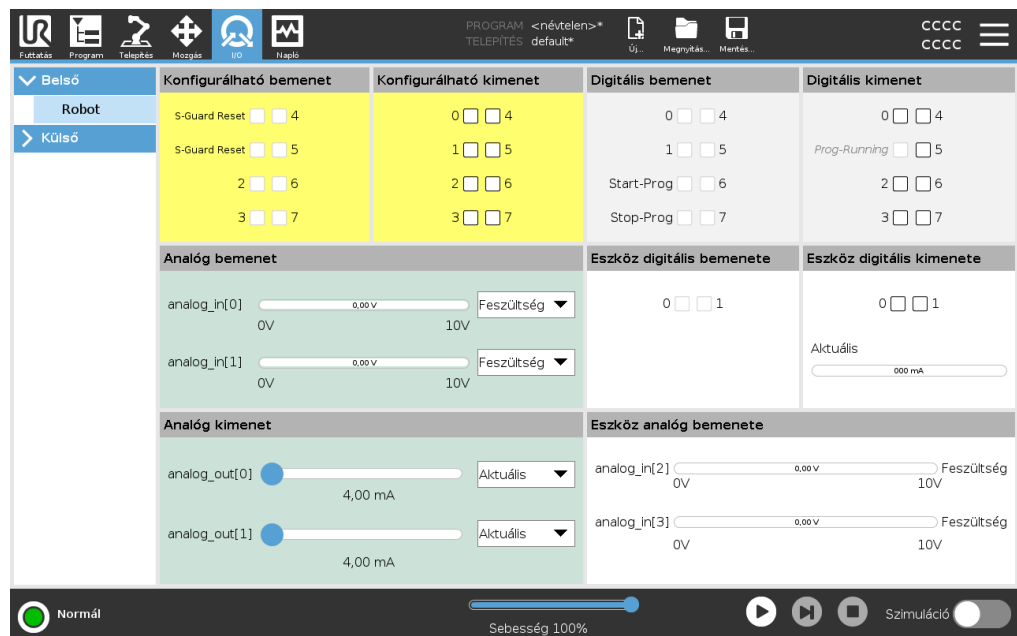 UR
PROGRAM <névtelen>*
TELEPÍTÉS default*
CCCC
CCCC
Futtatás Program Telepítés Mozgás I/O Napló Új... Megnyitás... Mentés...
Belső
Robot
Külső
Konfigurálható bemenet
S-Guard Reset 4
S-Guard Reset 5
2 6
3 7
Konfigurálható kimenet
0 4
1 5
2 6
3 7
Digitális bemenet
0 4
1 5
Start-Prog 6
Stop-Prog 7
Digitális kimenet
0 4
Prog-Running 5
2 6
3 7
Analóg bemenet
analog_in[0] 0,00 V Feszültség
0V 10V
analog_in[1] 0,00 V Feszültség
0V 10V
Eszköz digitális bemenete
0 1
Eszköz digitális kimenete
0 1
Aktuális
000 mA
Analóg kimenet
analog_out[0] Aktuális
4,00 mA
analog_out[1] Aktuális
4,00 mA
Eszköz analóg bemenete
analog_in[2] 0,00 V Feszültség
0V 10V
analog_in[3] 0,00 V Feszültség
0V 10V
Normál
Sebesség 100%
Szimuláció